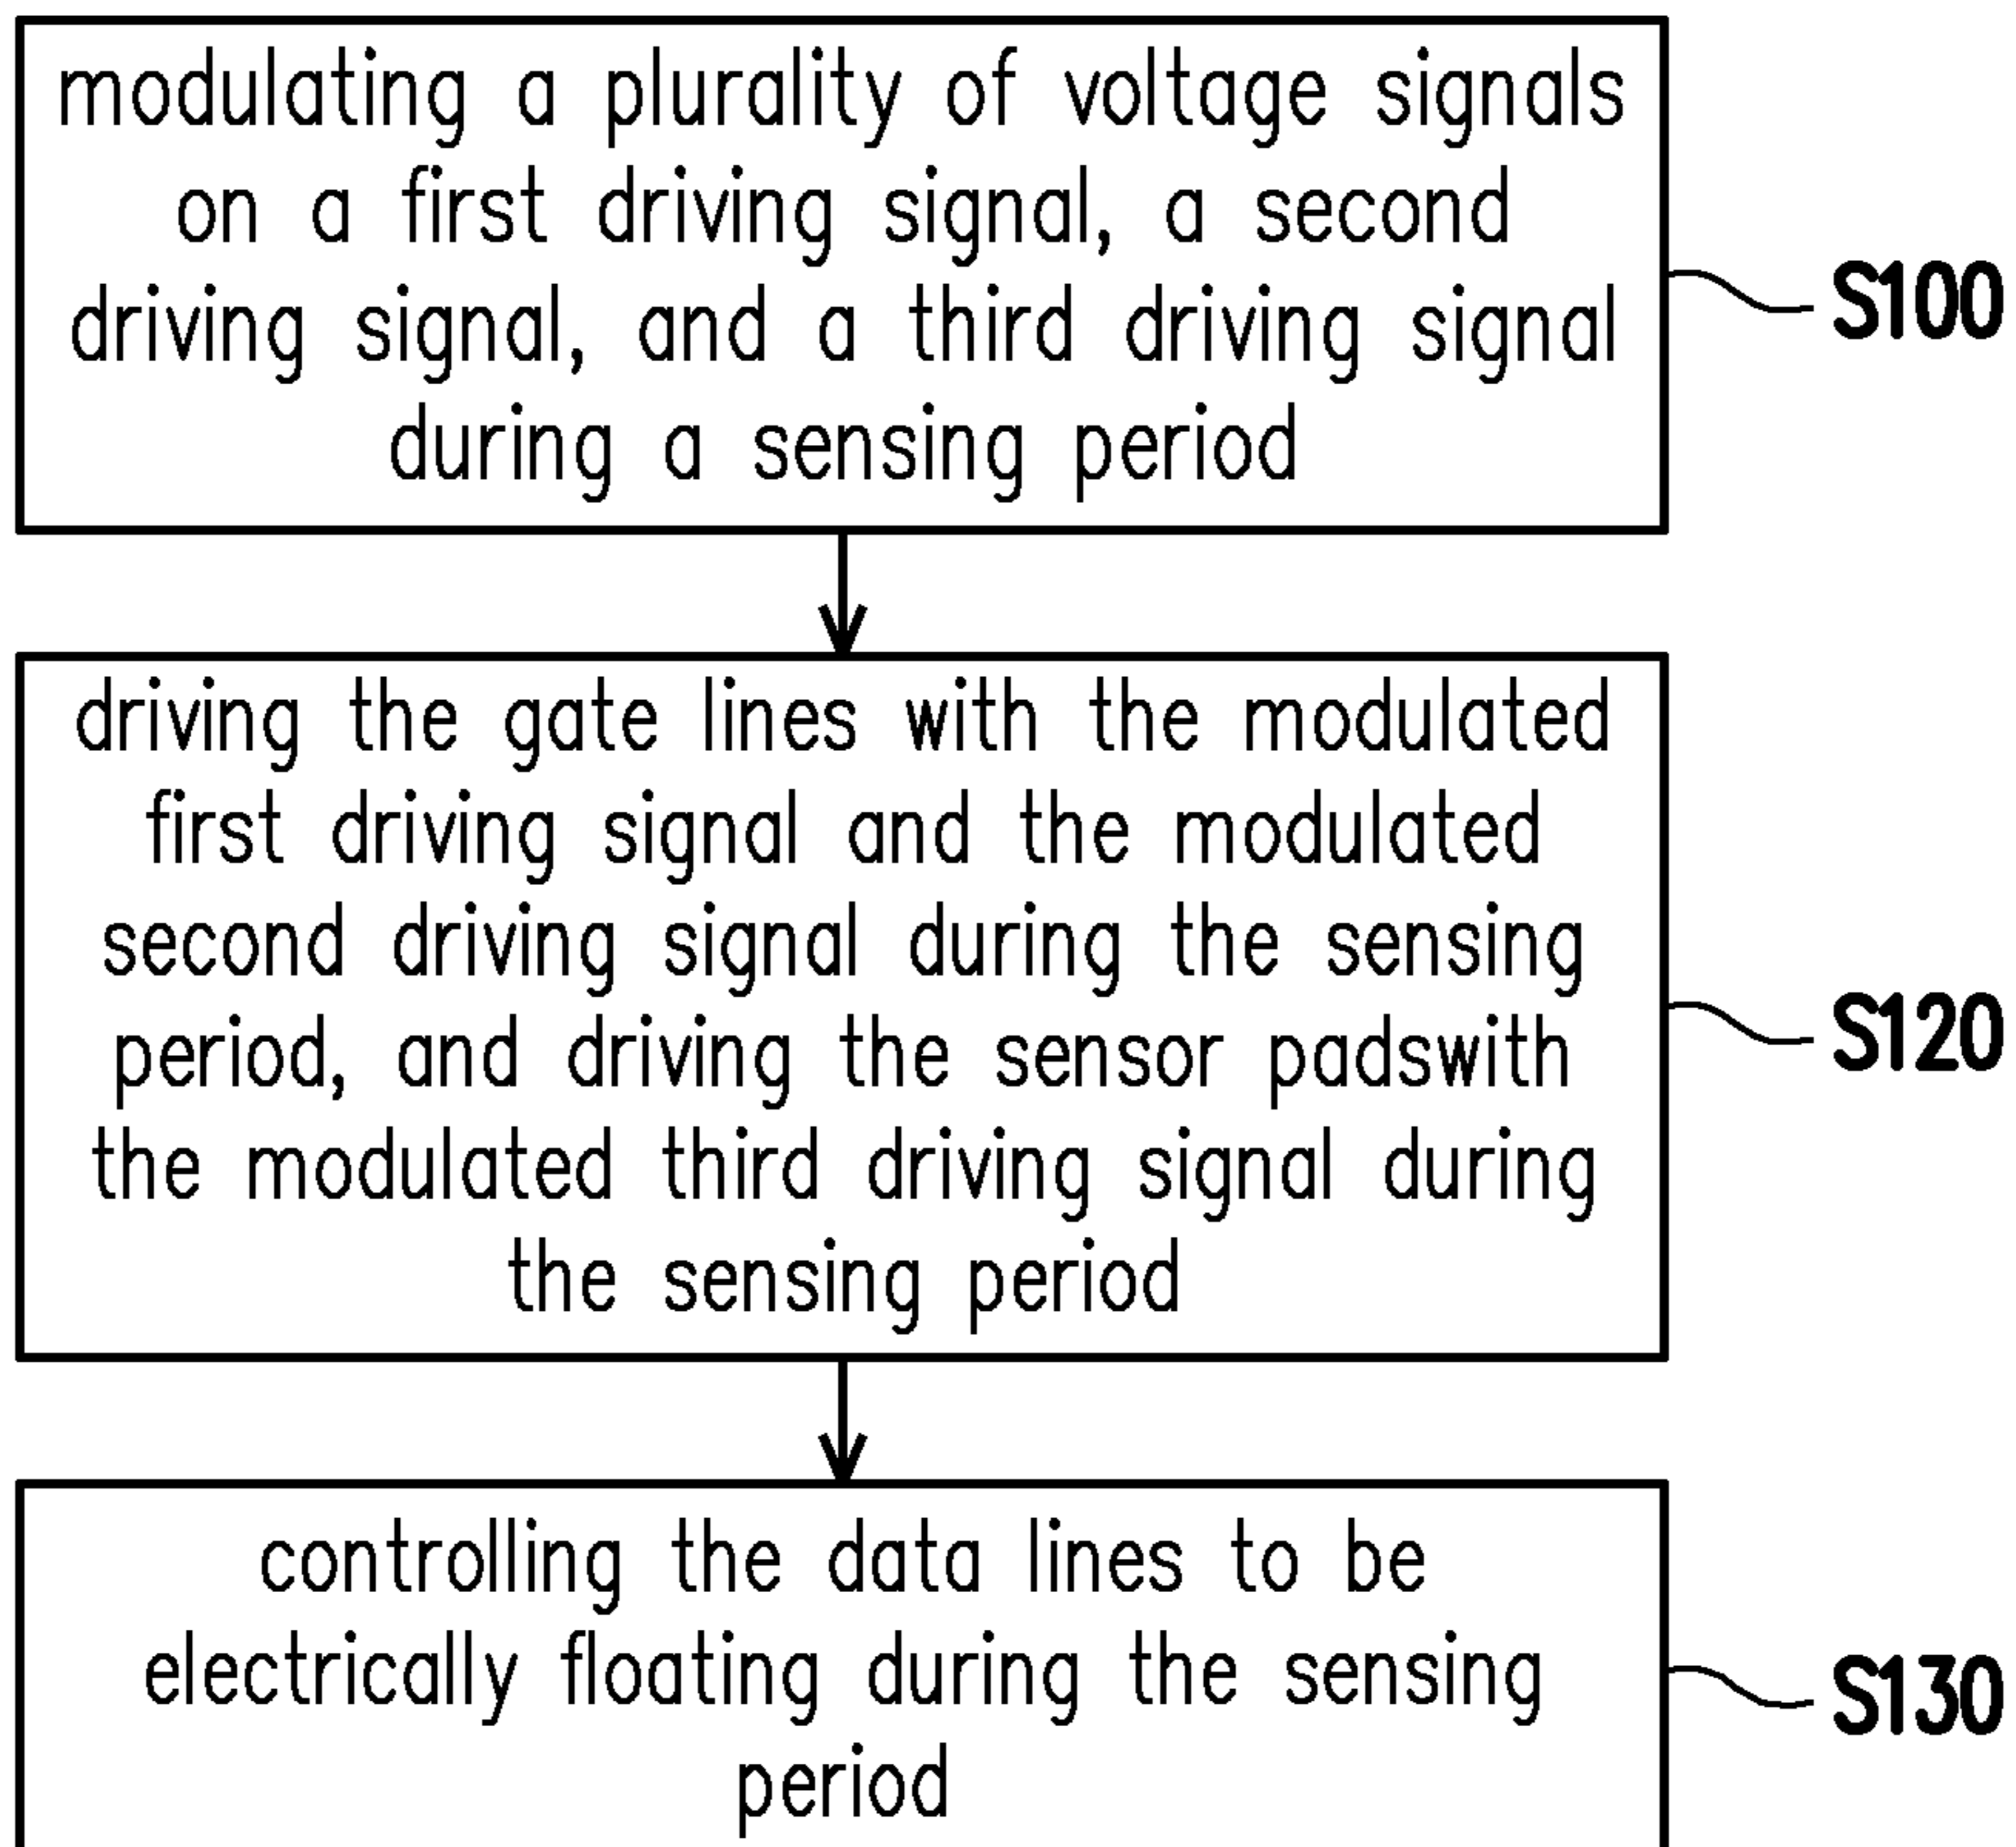 modulating a plurality of voltage signals
on a first driving signal, a second
driving signal, and a third driving signal
during a sensing period
S100
driving the gate lines with the modulated
first driving signal and the modulated
second driving signal during the sensing
period, and driving the sensor padswith
the modulated third driving signal during
the sensing period
S120
controlling the data lines to be
electrically floating during the sensing
period
S130